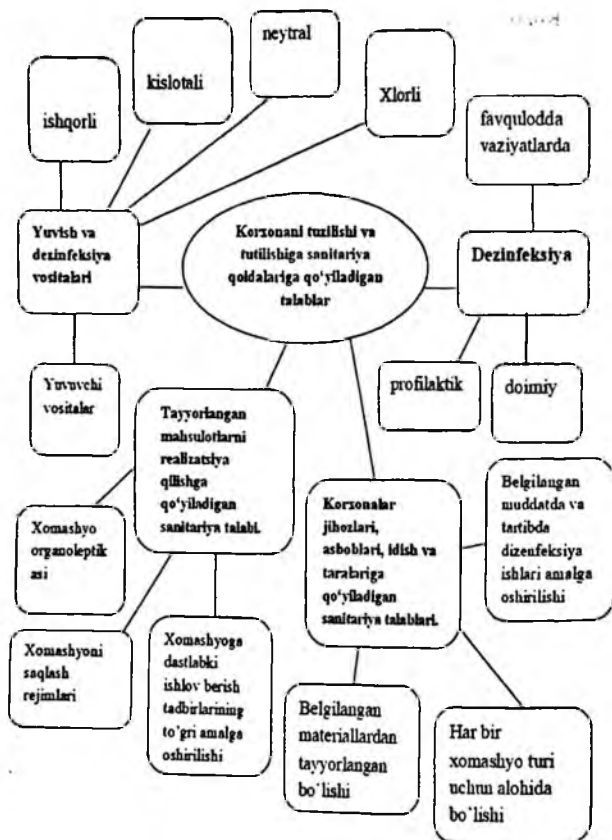 neytral
kislotali
Xlorli
ishqorli
favqulodda
vaziyatlarda
Yuvish va
dezinfeksiya
vositalari
Korxonani tuzilishi va
tutilishiga sanitariya
qoidalariga qo‘yiladigan
talablar
Dezinfeksiya
Yuvuvchi
vositalar
profilaktik
doimiy
Tayyorlangan
mahsulotlarni
realizatsiya
qilishga
qo‘yiladigan
sanitariya talabi.
Korxonalar
jihozlari,
asboblari, idish va
taralariga
qo‘yiladigan
sanitariya talablari.
Belgilangan
muddatda va
tartibda
dizenfeksiya
ishlari amalga
oshirilishi
Xomashyo
organoleptik
asi
Xomashyoni
saqlash
rejimlari
Xomashyoga
dastlabki
ishlov berish
tadbirlarining
to`gri amalga
oshirilishi
Belgilangan
materiallardan
tayyorlangan
bo`lishi
Har bir
xomashyo turi
uchun alohida
bo`lishi